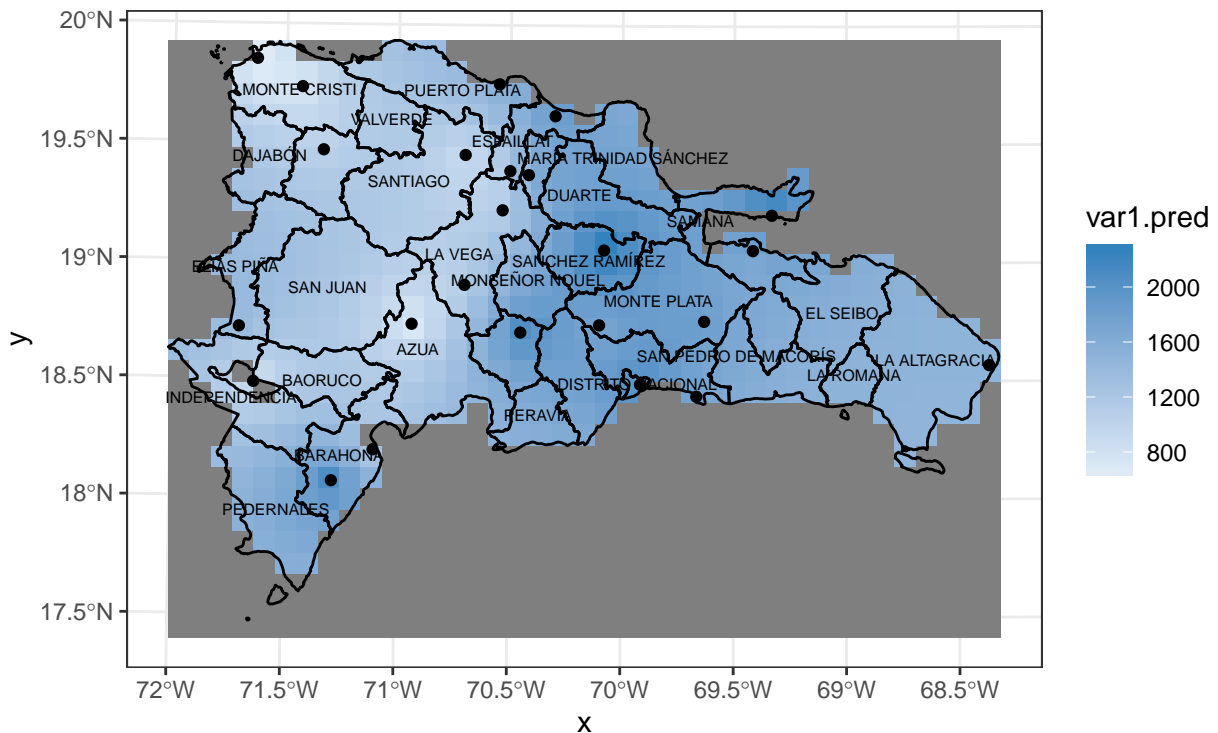 20°N
19.5°N
19°N
18.5°N
18°N
17.5°N
y
MONTE CRISTI
PUERTO PLATA
VALVERDE
ESPAILLAT
DAJABÓN
MARÍA TRINIDAD SÁNCHEZ
SANTIAGO
DUARTE
SAMANÁ
LA VEGA
SÁNCHEZ RAMÍREZ
ELÍAS PIÑA
MONSEÑOR NOUEL
SAN JUAN
MONTE PLATA
EL SEIBO
AZUA
SAN PEDRO DE MACORÍS
LA ALTAGRACIA
LA ROMANA
BAORUCO
DISTRITO NACIONAL
INDEPENDENCIA
PERAVIA
BARAHONA
PEDERNALES
72°W
71.5°W
71°W
70.5°W
70°W
69.5°W
69°W
68.5°W
x
var1.pred
2000
1600
1200
800